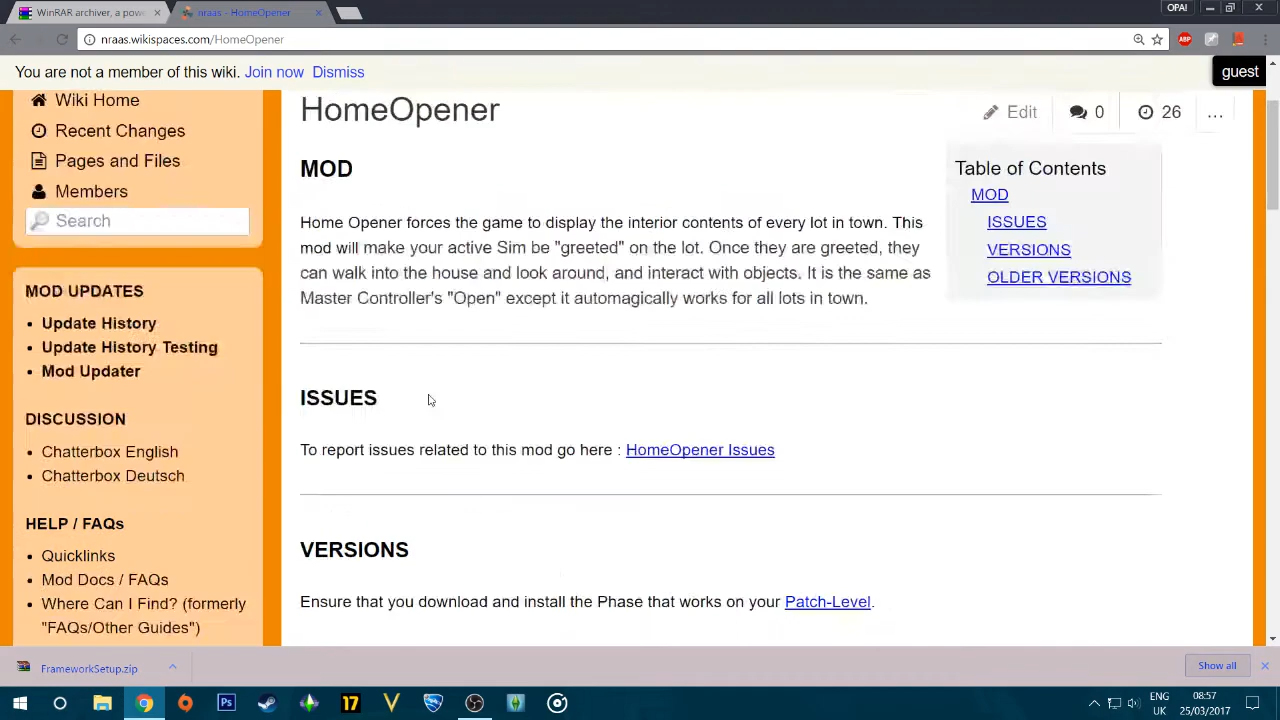 WinRAR archiver, a pow
nraas - HomeOpener
OPA!
nraas.wikispaces.com/HomeOpener
ABP
You are not a member of this wiki. Join now Dismiss
guest
Wiki Home
Recent Changes
Pages and Files
Members
Search
MOD UPDATES
Update History
Update History Testing
Mod Updater
DISCUSSION
Chatterbox English
Chatterbox Deutsch
HELP / FAQs
Quicklinks
Mod Docs / FAQs
Where Can I Find? (formerly
"FAQs/Other Guides")
HomeOpener
Edit 0 26 ...
MOD
Home Opener forces the game to display the interior contents of every lot in town. This
mod will make your active Sim be "greeted" on the lot. Once they are greeted, they
can walk into the house and look around, and interact with objects. It is the same as
Master Controller's "Open" except it automagically works for all lots in town.
Table of Contents
MOD
ISSUES
VERSIONS
OLDER VERSIONS
ISSUES
To report issues related to this mod go here : HomeOpener Issues
VERSIONS
Ensure that you download and install the Phase that works on your Patch-Level.
FrameworkSetup.zip
Show all
Ps
17
ENG
UK
08:57
25/03/2017